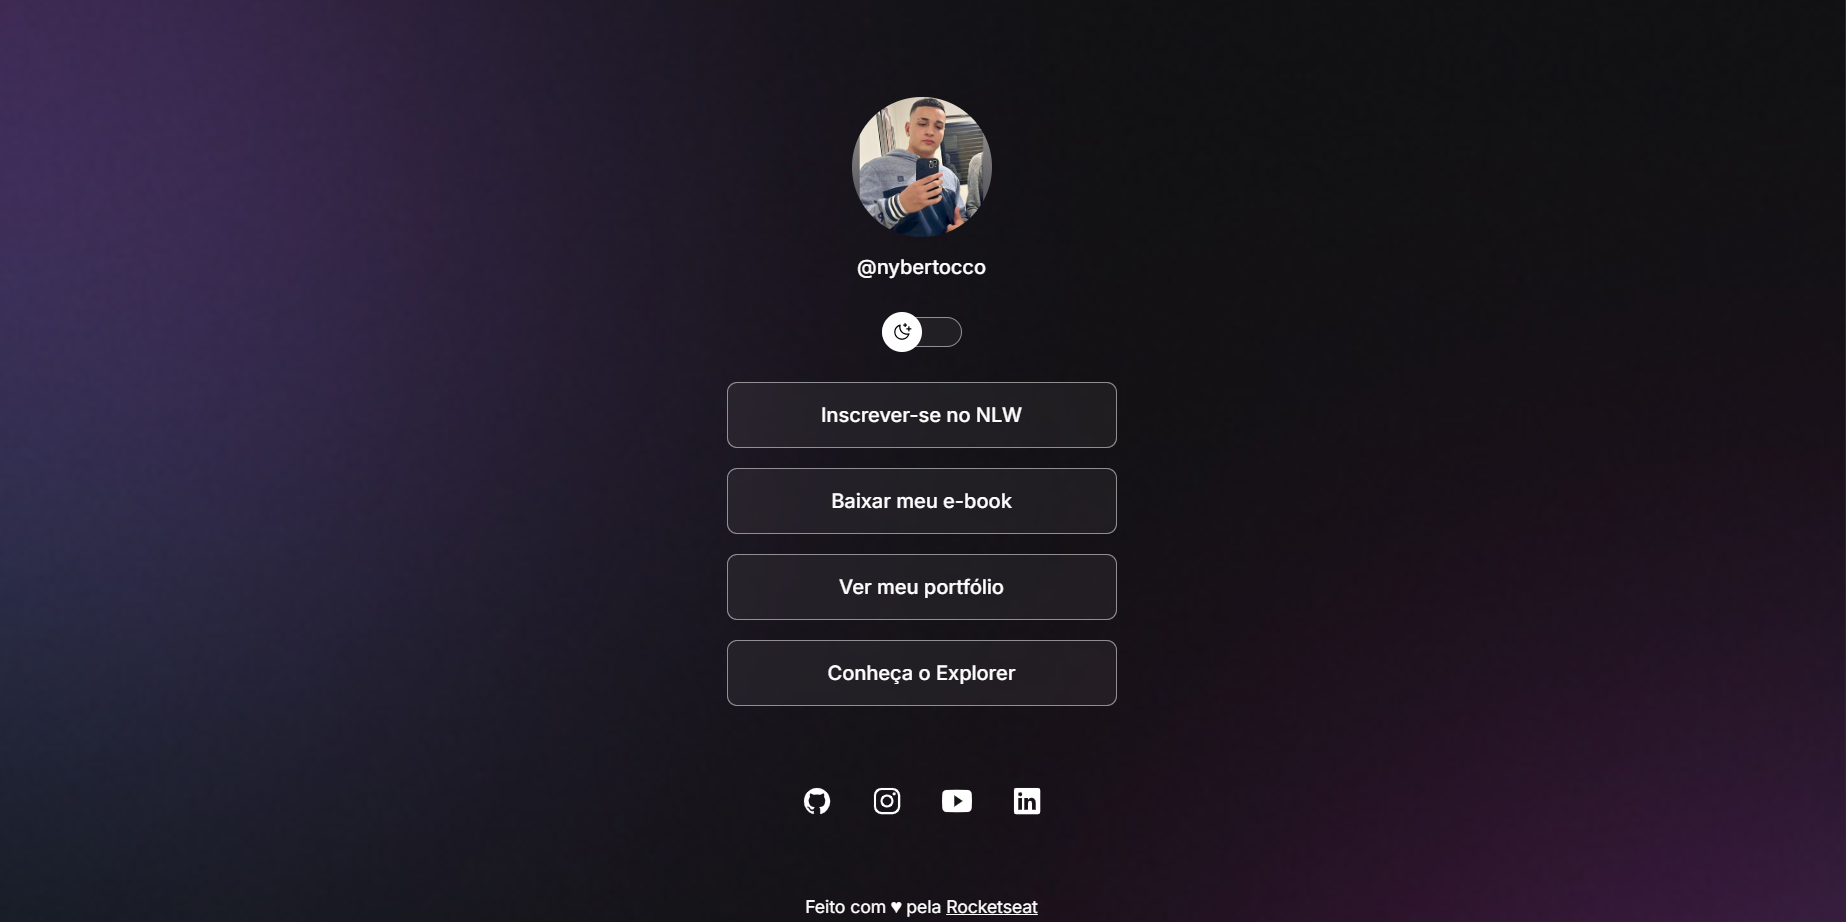 @nybertocco
Inscrever-se no NLW
Baixar meu e-book
Ver meu portfólio
Conheça o Explorer
Feito com ♥ pela Rocketseat